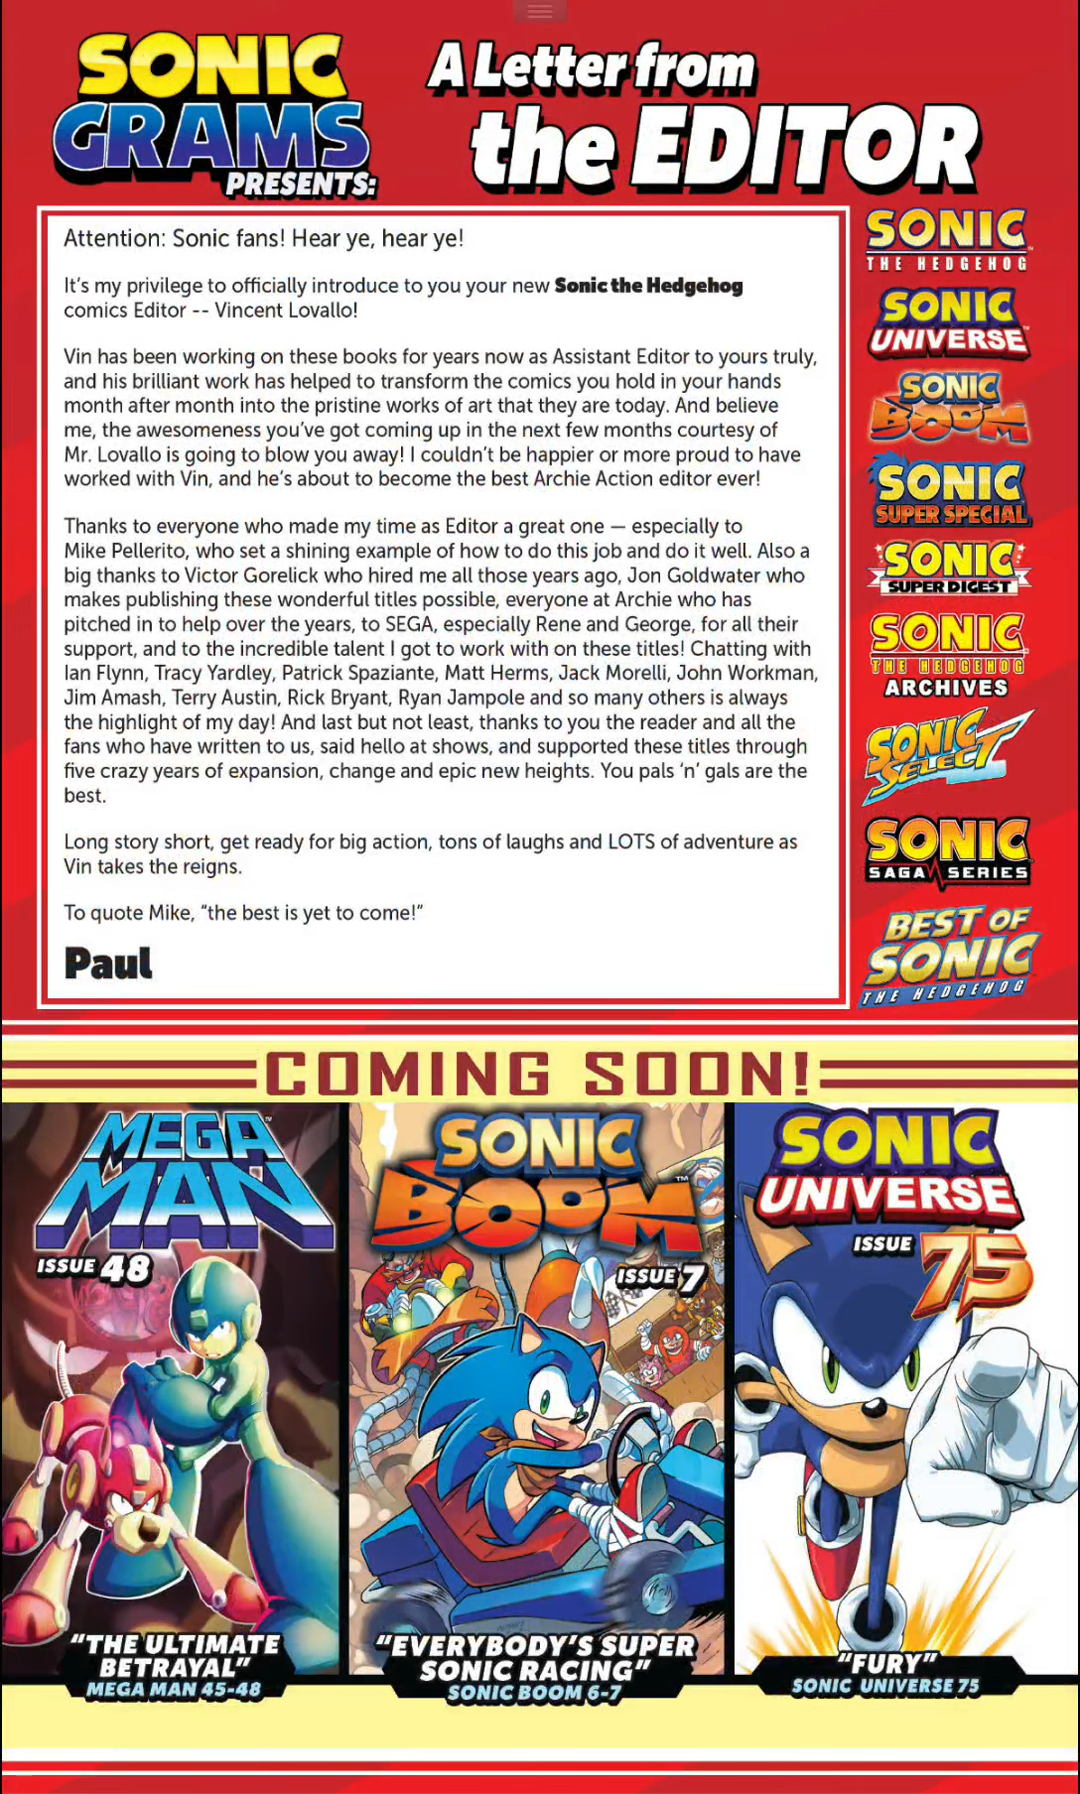 SONIC
GRAMS
PRESENTS:
A Letter from
the EDITOR
Attention: Sonic fans! Hear ye, hear ye!
It's my privilege to officially introduce to you your new Sonic the Hedgehog
comics Editor -- Vincent Lovallo!
Vin has been working on these books for years now as Assistant Editor to yours truly,
and his brilliant work has helped to transform the comics you hold in your hands
month after month into the pristine works of art that they are today. And believe
me, the awesomeness you've got coming up in the next few months courtesy of
Mr. Lovallo is going to blow you away! I couldn't be happier or more proud to have
worked with Vin, and he's about to become the best Archie Action editor ever!
Thanks to everyone who made my time as Editor a great one — especially to
Mike Pellerito, who set a shining example of how to do this job and do it well. Also a
big thanks to Victor Gorelick who hired me all those years ago, Jon Goldwater who
makes publishing these wonderful titles possible, everyone at Archie who has
pitched in to help over the years, to SEGA, especially Rene and George, for all their
support, and to the incredible talent I got to work with on these titles! Chatting with
Ian Flynn, Tracy Yardley, Patrick Spaziante, Matt Herms, Jack Morelli, John Workman,
Jim Amash, Terry Austin, Rick Bryant, Ryan Jampole and so many others is always
the highlight of my day! And last but not least, thanks to you the reader and all the
fans who have written to us, said hello at shows, and supported these titles through
five crazy years of expansion, change and epic new heights. You pals 'n' gals are the
best.
Long story short, get ready for big action, tons of laughs and LOTS of adventure as
Vin takes the reigns.
To quote Mike, "the best is yet to come!"
Paul
SONIC
THE HEDGEHOG
SONIC
UNIVERSE
SONIC
BOOM
SONIC
SUPER SPECIAL
SONIC
SUPER DIGEST
SONIC
THE HEDGEHOG
ARCHIVES
SONIC
SELECT
SONIC
SAGA SERIES
BEST OF
SONIC
THE HEDGEHOG
COMING SOON!
MEGA
MAN
ISSUE 48
"THE ULTIMATE
BETRAYAL"
MEGA MAN 45-48
SONIC
BOOM™
ISSUE 7
"EVERYBODY'S SUPER
SONIC RACING"
SONIC BOOM 6-7
SONIC
UNIVERSE
ISSUE 75
"FURY"
SONIC UNIVERSE 75